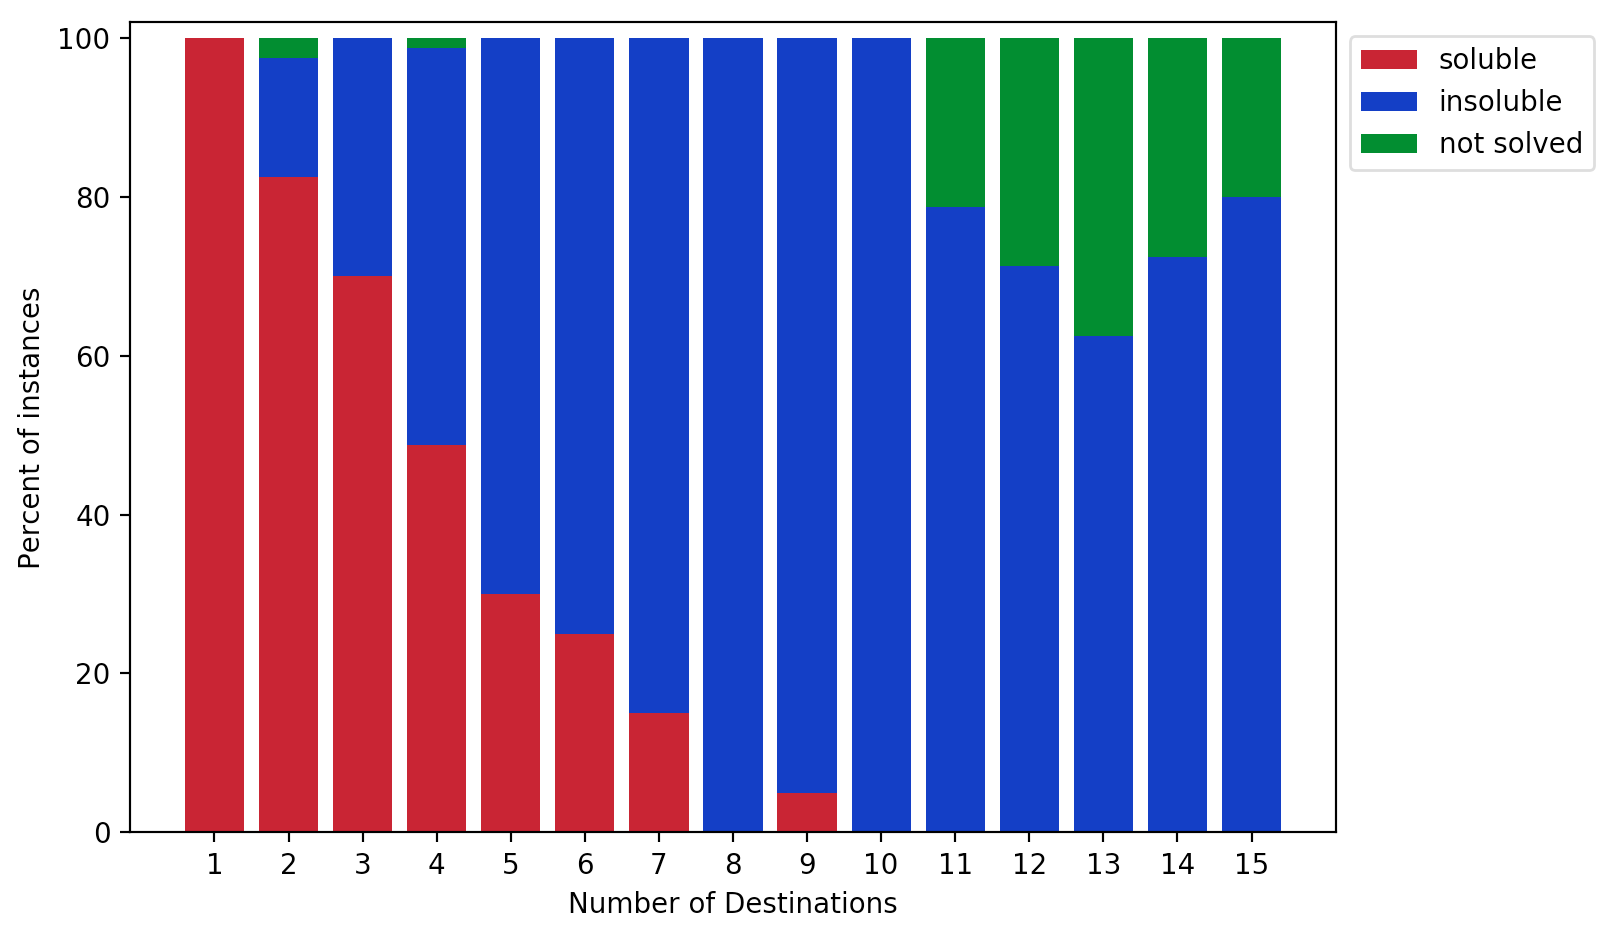 100
80
60
40
20
0
Percent of instances
1 2 3 4 5 6 7 8 9 10 11 12 13 14 15
Number of Destinations
soluble
insoluble
not solved